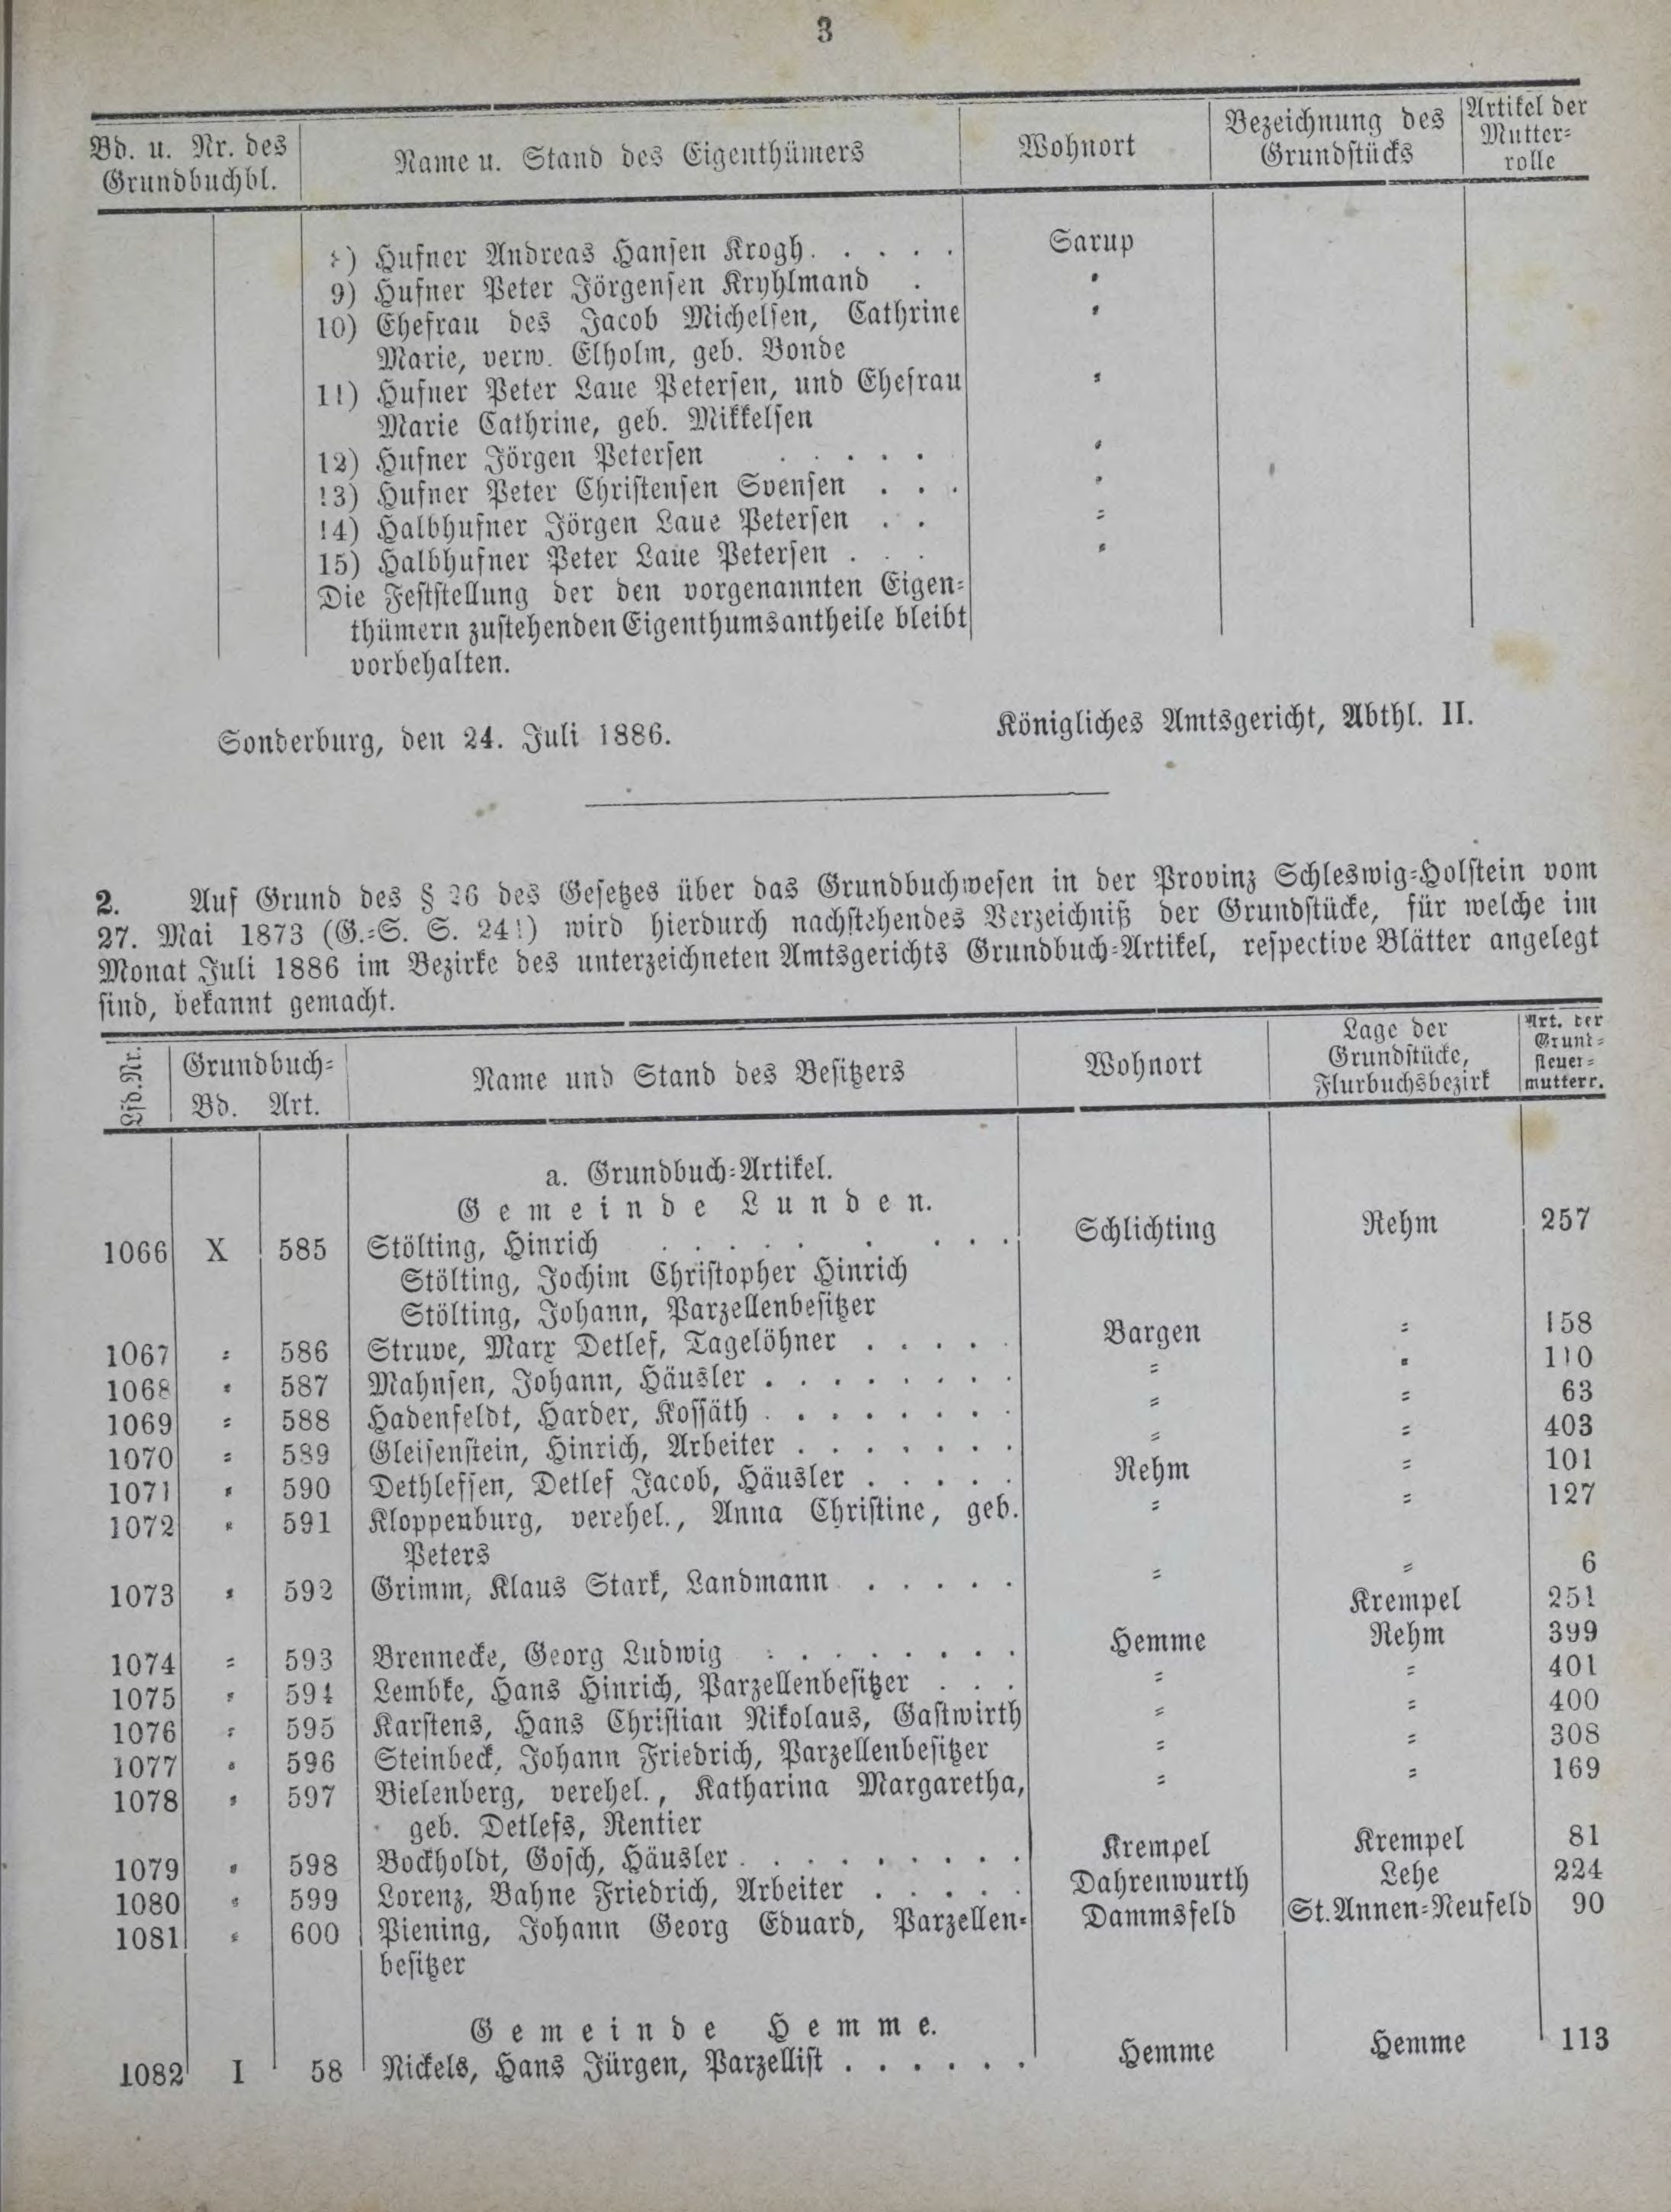 3
Bd. u. Nr. des Grundbuchbl. Name u. Stand des Eigenthümers Wohnort Bezeichnung des Grundstücks Artikel der Mutter= rolle
8) Hufner Andreas Hansen Krogh. . . . . Sarup
9) Hufner Peter Jörgensen Kryhlmand . =
10) Ehefrau des Jacob Michelsen, Cathrine =
Marie, verw. Elholm, geb. Bonde
11) Hufner Peter Laue Petersen, und Ehefrau =
Marie Cathrine, geb. Mikkelsen
12) Hufner Jörgen Petersen . . . . . =
13) Hufner Peter Christensen Svensen . . . =
14) Halbhufner Jörgen Laue Petersen . . =
15) Halbhufner Peter Laue Petersen . . . =
Die Feststellung der den vorgenannten Eigen=
thümern zustehenden Eigenthumsantheile bleibt
vorbehalten.
Sonderburg, den 24. Juli 1886. Königliches Amtsgericht, Abthl. II.
2. Auf Grund des § 26 des Gesetzes über das Grundbuchwesen in der Provinz Schleswig=Holstein vom
27. Mai 1873 (G.=S. S. 241) wird hierdurch nachstehendes Verzeichniß der Grundstücke, für welche im
Monat Juli 1886 im Bezirke des unterzeichneten Amtsgerichts Grundbuch=Artikel, respective Blätter angelegt
sind, bekannt gemacht.
Lfd. Nr. Grundbuch= Bd. Art. Name und Stand des Besitzers Wohnort Lage der Grundstücke, Flurbuchsbezirk Art. der Grund= steuer= mutterr.
a. Grundbuch=Artikel.
Gemeinde Lunden.
1066 X 585 Stölting, Hinrich . . . . . . . . . Schlichting Rehm 257
Stölting, Jochim Christopher Hinrich
Stölting, Johann, Parzellenbesitzer
1067 = 586 Struve, Marx Detlef, Tagelöhner . . . . . Bargen = 158
1068 = 587 Mahnsen, Johann, Häusler . . . . . . . . = = 110
1069 = 588 Hadenfeldt, Harder, Kossäth . . . . . . . . = = 63
1070 = 589 Gleisenstein, Hinrich, Arbeiter . . . . . . . = = 403
1071 = 590 Dethlefsen, Detlef Jacob, Häusler . . . . . Rehm = 101
1072 = 591 Kloppenburg, verehel., Anna Christine, geb. = = 127
Peters
1073 = 592 Grimm, Klaus Stark, Landmann . . . . . = = 6
Krempel 251
1074 = 593 Brennecke, Georg Ludwig . . . . . . . . Hemme Rehm 399
1075 = 594 Lembke, Hans Hinrich, Parzellenbesitzer . . . = = 401
1076 = 595 Karstens, Hans Christian Nikolaus, Gastwirth = = 400
1077 = 596 Steinbeck, Johann Friedrich, Parzellenbesitzer = = 308
1078 = 597 Bielenberg, verehel., Katharina Margaretha, = = 169
geb. Detlefs, Rentier
1079 = 598 Bockholdt, Gosch, Häusler . . . . . . . . . Krempel Krempel 81
1080 = 599 Lorenz, Bahne Friedrich, Arbeiter . . . . . Dahrenwurth Lehe 224
1081 = 600 Piening, Johann Georg Eduard, Parzellen= Dammsfeld St. Annen=Neufeld 90
besitzer
Gemeinde Hemme.
1082 I 58 Nickels, Hans Jürgen, Parzellist . . . . . . Hemme Hemme 113